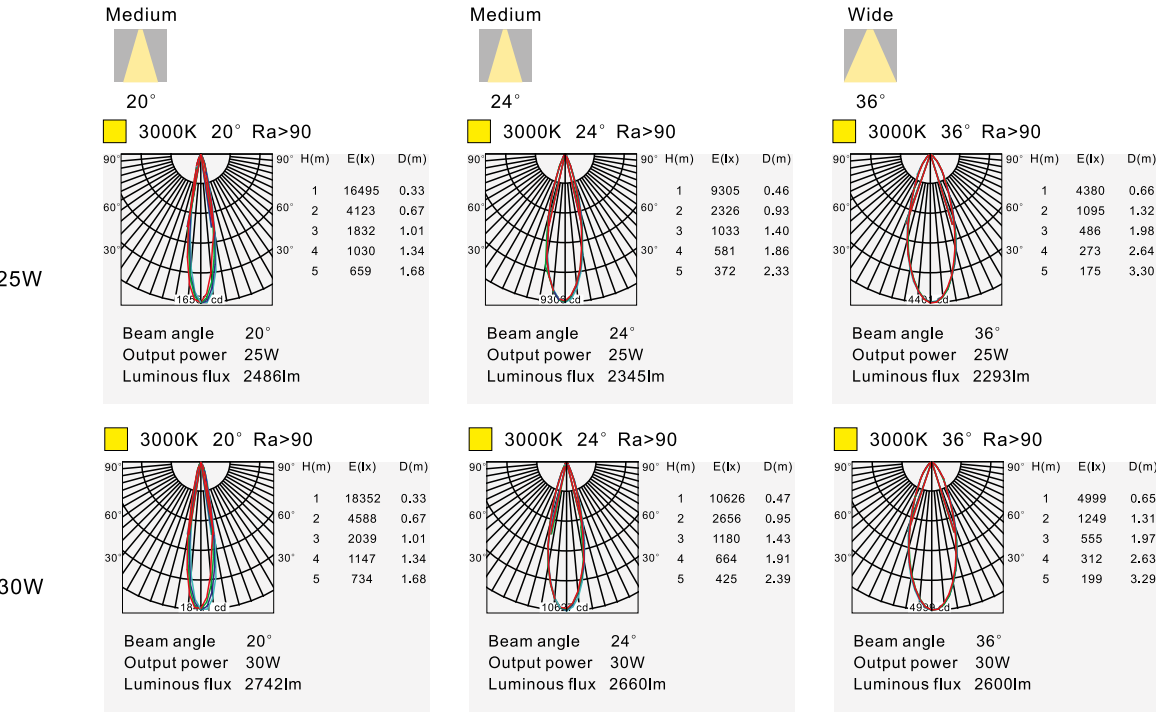 Medium
20°
3000K 20° Ra>90
90° 90° H(m) E(lx) D(m)
1 16495 0.33
60° 60° 2 4123 0.67
3 1832 1.01
30° 30° 4 1030 1.34
5 659 1.68
cd
Beam angle 20°
Output power 25W
Luminous flux 2486lm
Medium
24°
3000K 24° Ra>90
90° 90° H(m) E(lx) D(m)
1 9305 0.46
60° 60° 2 2326 0.93
3 1033 1.40
30° 30° 4 581 1.86
5 372 2.33
cd
Beam angle 24°
Output power 25W
Luminous flux 2345lm
Wide
36°
3000K 36° Ra>90
90° 90° H(m) E(lx) D(m)
1 4380 0.66
60° 60° 2 1095 1.32
3 486 1.98
30° 30° 4 273 2.64
5 175 3.30
cd
Beam angle 36°
Output power 25W
Luminous flux 2293lm
25W
3000K 20° Ra>90
90° 90° H(m) E(lx) D(m)
1 18352 0.33
60° 60° 2 4588 0.67
3 2039 1.01
30° 30° 4 1147 1.34
5 734 1.68
cd
Beam angle 20°
Output power 30W
Luminous flux 2742lm
3000K 24° Ra>90
90° 90° H(m) E(lx) D(m)
1 10626 0.47
60° 60° 2 2656 0.95
3 1180 1.43
30° 30° 4 664 1.91
5 425 2.39
cd
Beam angle 24°
Output power 30W
Luminous flux 2660lm
3000K 36° Ra>90
90° 90° H(m) E(lx) D(m)
1 4999 0.65
60° 60° 2 1249 1.31
3 555 1.97
30° 30° 4 312 2.63
5 199 3.29
cd
Beam angle 36°
Output power 30W
Luminous flux 2600lm
30W